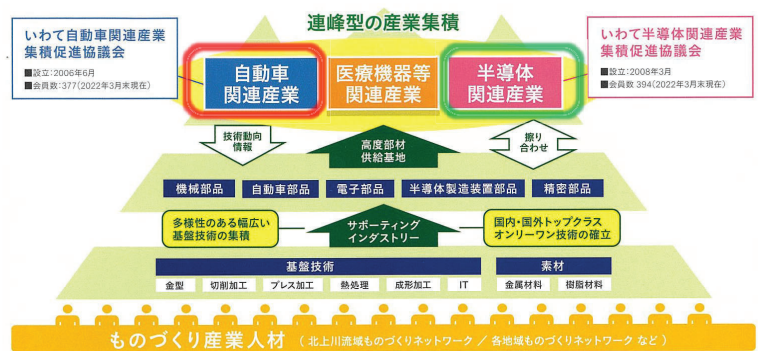 連峰型の産業集積
いわて自動車関連産業
集積促進協議会
■設立:2006年6月
■会員数:377(2022年3月末現在)
自動車
関連産業
医療機器等
関連産業
半導体
関連産業
いわて半導体関連産業
集積促進協議会
■設立:2008年3月
■会員数 394(2022年3月末現在)
技術動向
情報
高度部材
供給基地
擦り
合わせ
機械部品
自動車部品
電子部品
半導体製造装置部品
精密部品
多様性のある幅広い
基盤技術の集積
サポーティング
インダストリー
国内・国外トップクラス
オンリーワン技術の確立
基盤技術
素材
金型
切削加工
プレス加工
熱処理
成形加工
IT
金属材料
樹脂材料
ものづくり産業人材 (北上川流域ものづくりネットワーク / 各地域ものづくりネットワーク など)